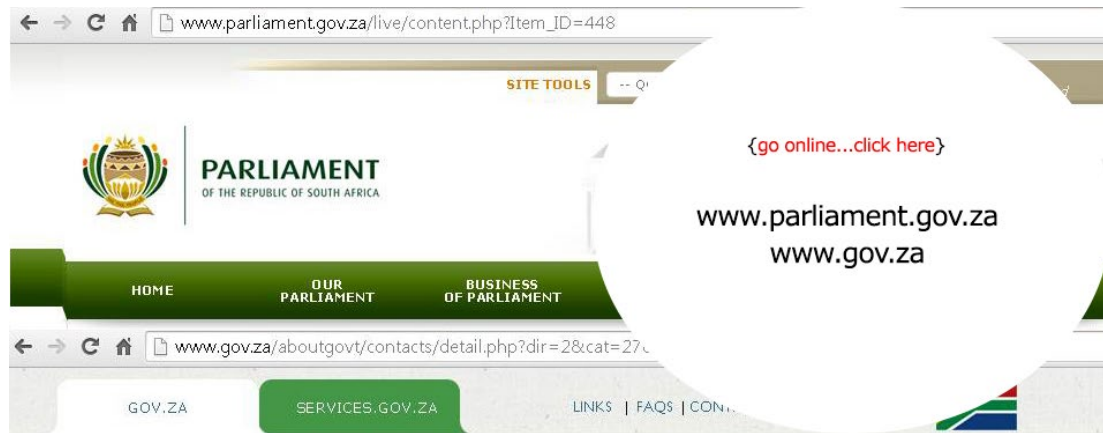 www.parliament.gov.za/live/content.php?Item_ID=448
SITE TOOLS
{go online...click here}
PARLIAMENT
OF THE REPUBLIC OF SOUTH AFRICA
www.parliament.gov.za
www.gov.za
HOME
OUR
PARLIAMENT
BUSINESS
OF PARLIAMENT
www.gov.za/aboutgovt/contacts/detail.php?dir=2&cat=27
GOV.ZA
SERVICES.GOV.ZA
LINKS | FAQS |